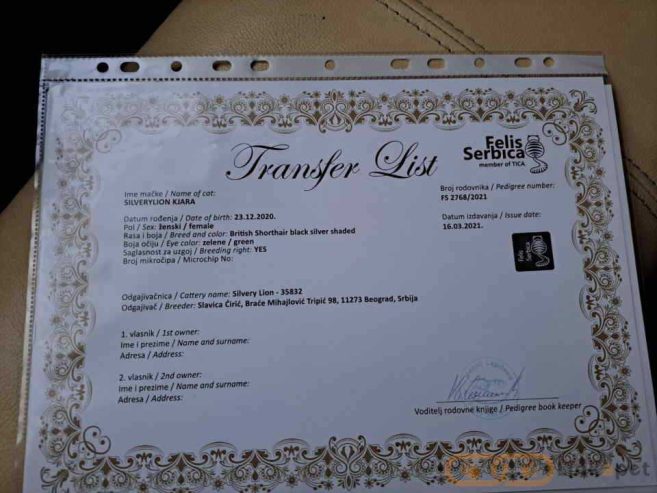 Transfer List
Felis
Serbica
member of TICA
Ime mačke / Name of cat:
SILVERYLION KIARA
Broj rodovnika / Pedigree number:
FS 2768/2021
Datum rođenja / Date of birth: 23.12.2020.
Pol / Sex: ženski / female
Rasa i boja / Breed and color: British Shorthair black silver shaded
Boja očiju / Eye color: zelene / green
Saglasnost za uzgoj / Breeding right: YES
Broj mikročipa / Microchip No:
Datum izdavanja / Issue date:
16.03.2021.
Felis
Serbica
Odgajivačnica / Cattery name: Silvery Lion - 35832
Odgajivač / Breeder: Slavica Ćirić, Braće Mihajlović Tripić 98, 11273 Beograd, Srbija
1. vlasnik / 1st owner:
Ime i prezime / Name and surname:
Adresa / Address:
2. vlasnik / 2nd owner:
Ime i prezime / Name and surname:
Adresa / Address:
Voditelj rodovne knjige / Pedigree book keeper